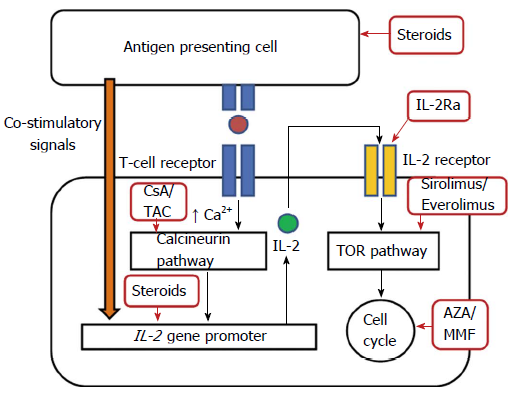 Antigen presenting cell
Steroids
IL-2Ra
Co-stimulatory
signals
T-cell receptor
IL-2 receptor
CsA/
TAC
↑ Ca²⁺
Sirolimus/
Everolimus
Calcineurin
pathway
IL-2
TOR pathway
Steroids
IL-2 gene promoter
Cell
cycle
AZA/
MMF